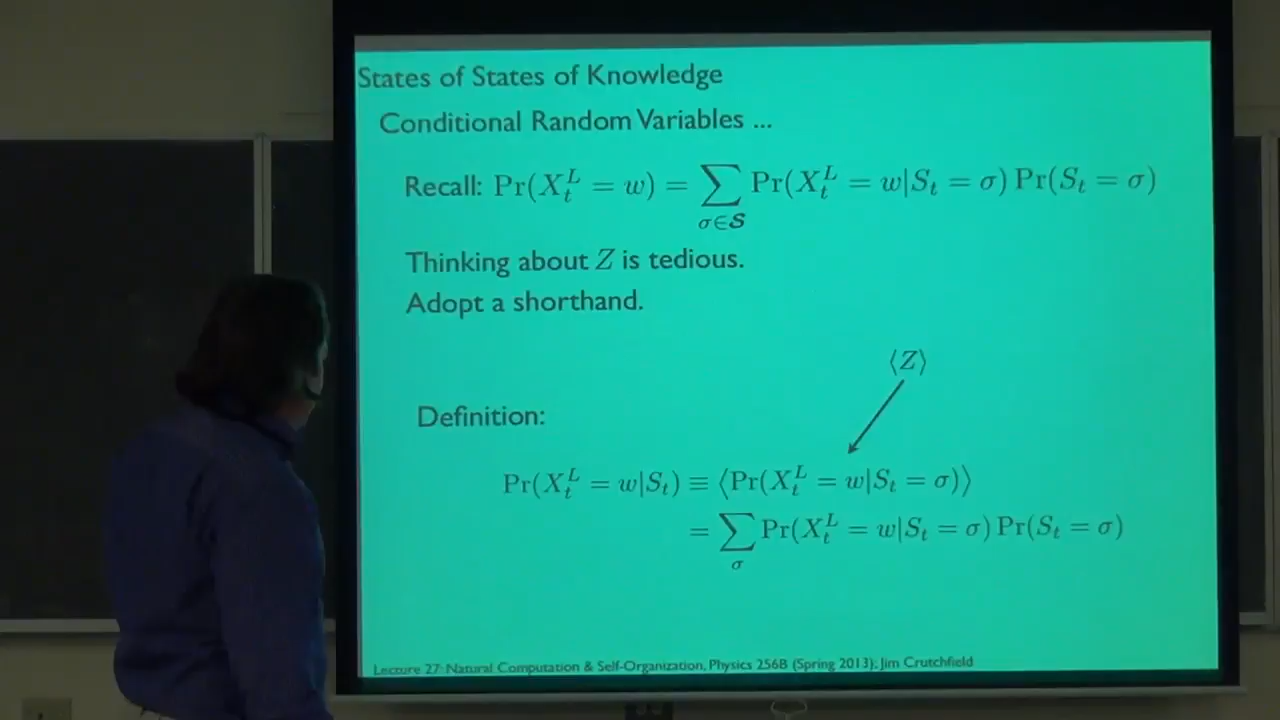 States of States of Knowledge
Conditional Random Variables ...
Recall: Pr(X_t^L = w) = ∑_{σ∈𝓢} Pr(X_t^L = w|S_t = σ) Pr(S_t = σ)
Thinking about Z is tedious.
Adopt a shorthand.
⟨Z⟩
Definition:
Pr(X_t^L = w|S_t) ≡ ⟨Pr(X_t^L = w|S_t = σ)⟩
= ∑_σ Pr(X_t^L = w|S_t = σ) Pr(S_t = σ)
Lecture 27: Natural Computation & Self-Organization, Physics 256B (Spring 2013); Jim Crutchfield